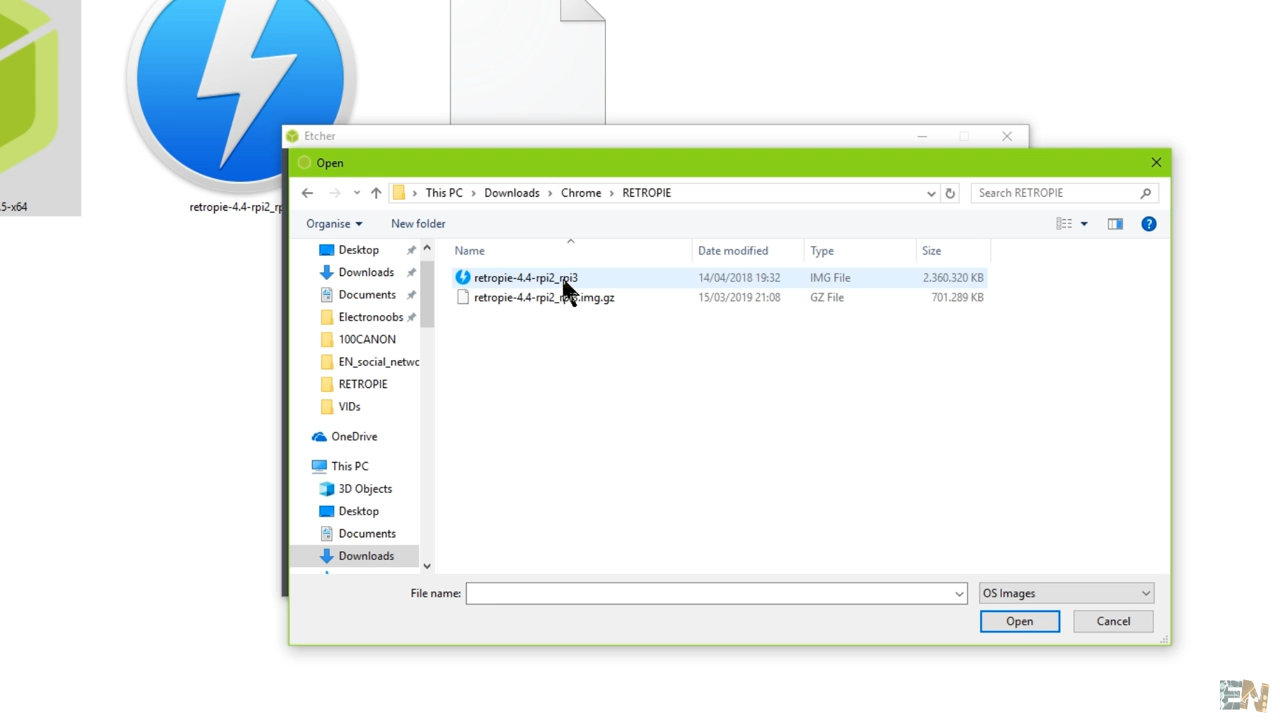 .5-x64
retropie-4.4-rpi2_rp
Etcher
Open
This PC > Downloads > Chrome > RETROPIE
Search RETROPIE
Organise
New folder
Name
Date modified
Type
Size
retropie-4.4-rpi2_rpi3
14/04/2018 19:32
IMG File
2.360.320 KB
retropie-4.4-rpi2_rpi3.img.gz
15/03/2019 21:08
GZ File
701.289 KB
Desktop
Downloads
Documents
Electronoobs
100CANON
EN_social_netwo
RETROPIE
VIDs
OneDrive
This PC
3D Objects
Desktop
Documents
Downloads
File name:
OS Images
Open
Cancel
EN